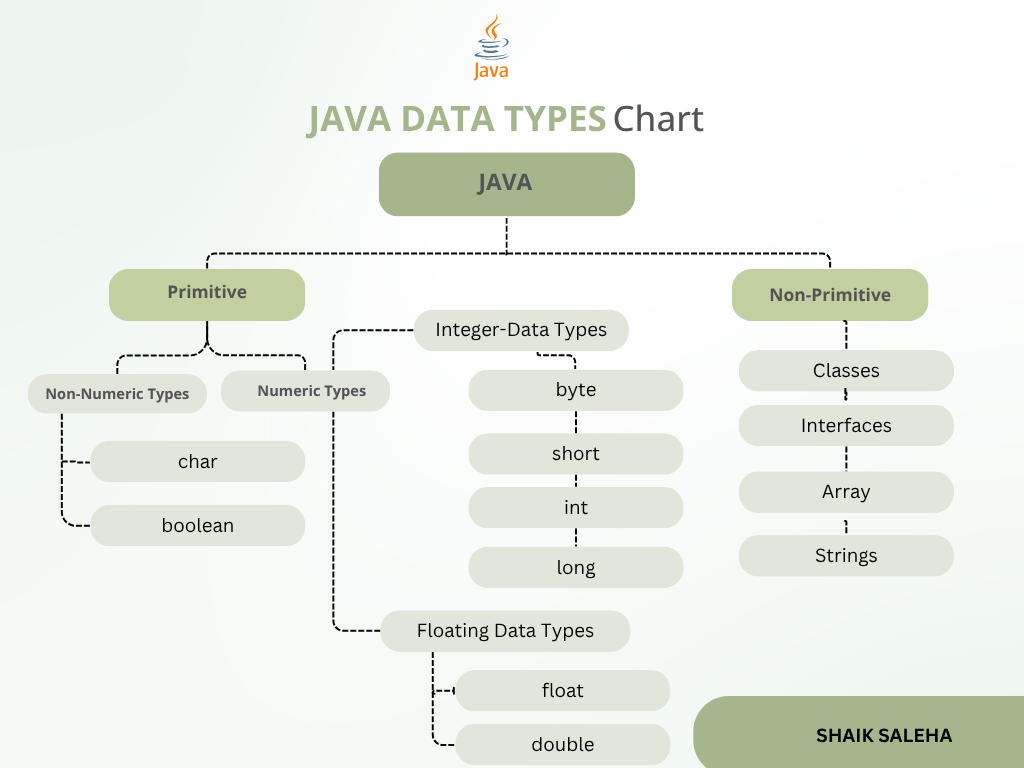 Java
JAVA DATA TYPES Chart
JAVA
Primitive
Non-Primitive
Non-Numeric Types
Numeric Types
char
boolean
Integer-Data Types
byte
short
int
long
Floating Data Types
float
double
Classes
Interfaces
Array
Strings
SHAIK SALEHA